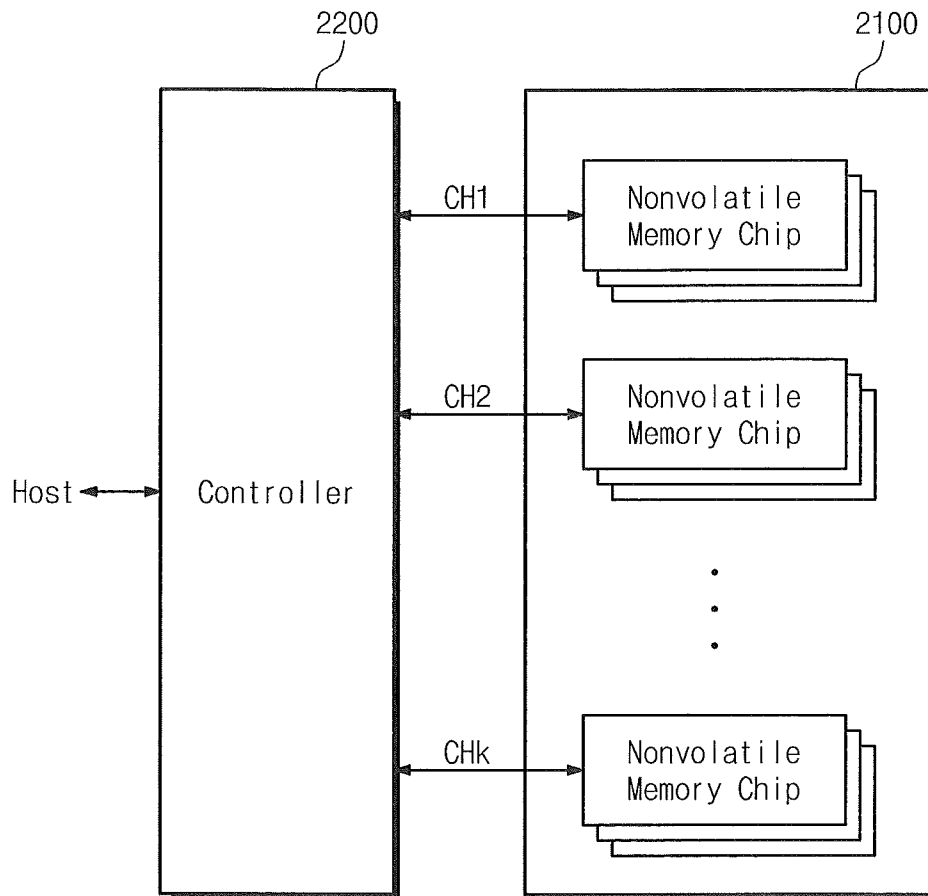 2200
2100
CH1
Nonvolatile
Memory Chip
CH2
Nonvolatile
Memory Chip
Host
Controller
CHk
Nonvolatile
Memory Chip